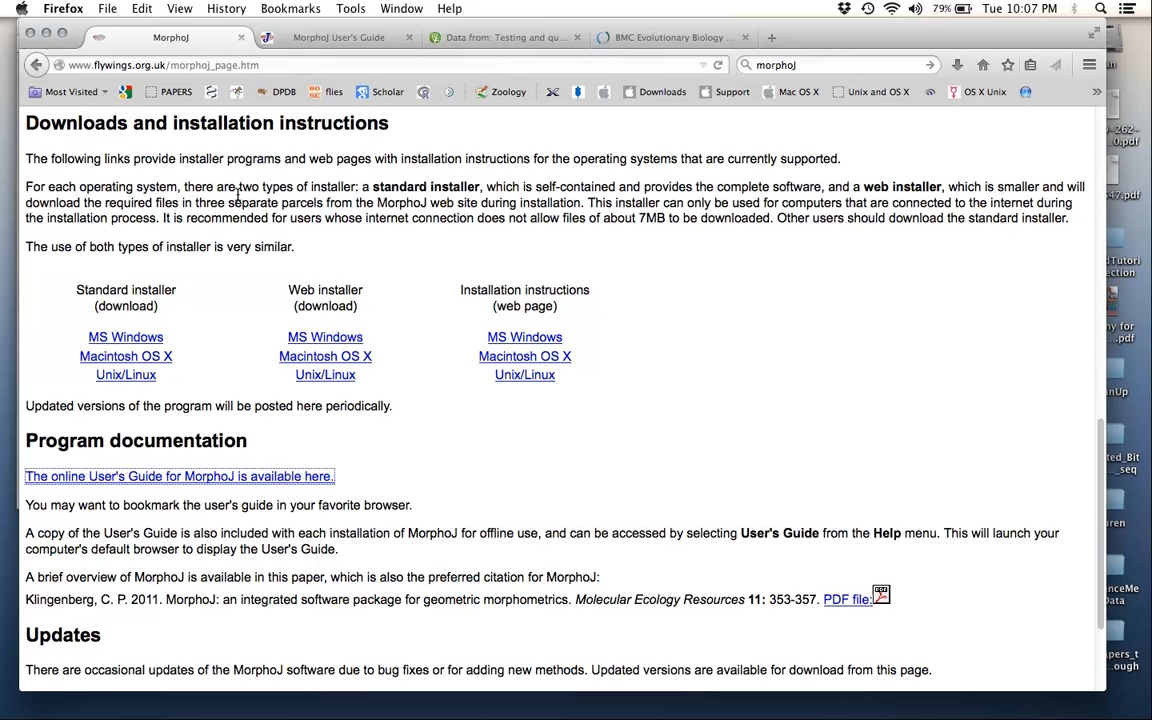 Firefox File Edit View History Bookmarks Tools Window Help 79% Tue 10:07 PM
MorphoJ MorphoJ User's Guide Data from: Testing and qu... BMC Evolutionary Biology ...
www.flywings.org.uk/morphoj_page.htm morphoJ
Most Visited PAPERS DPDB flies Scholar Zoology Downloads Support Mac OS X Unix and OS X OS X Unix
Downloads and installation instructions
The following links provide installer programs and web pages with installation instructions for the operating systems that are currently supported.
For each operating system, there are two types of installer: a standard installer, which is self-contained and provides the complete software, and a web installer, which is smaller and will
download the required files in three separate parcels from the MorphoJ web site during installation. This installer can only be used for computers that are connected to the internet during
the installation process. It is recommended for users whose internet connection does not allow files of about 7MB to be downloaded. Other users should download the standard installer.
The use of both types of installer is very similar.
Standard installer Web installer Installation instructions
(download) (download) (web page)
MS Windows MS Windows MS Windows
Macintosh OS X Macintosh OS X Macintosh OS X
Unix/Linux Unix/Linux Unix/Linux
Updated versions of the program will be posted here periodically.
Program documentation
The online User's Guide for MorphoJ is available here.
You may want to bookmark the user's guide in your favorite browser.
A copy of the User's Guide is also included with each installation of MorphoJ for offline use, and can be accessed by selecting User's Guide from the Help menu. This will launch your
computer's default browser to display the User's Guide.
A brief overview of MorphoJ is available in this paper, which is also the preferred citation for MorphoJ:
Klingenberg, C. P. 2011. MorphoJ: an integrated software package for geometric morphometrics. Molecular Ecology Resources 11: 353-357. PDF file:
Updates
There are occasional updates of the MorphoJ software due to bug fixes or for adding new methods. Updated versions are available for download from this page.